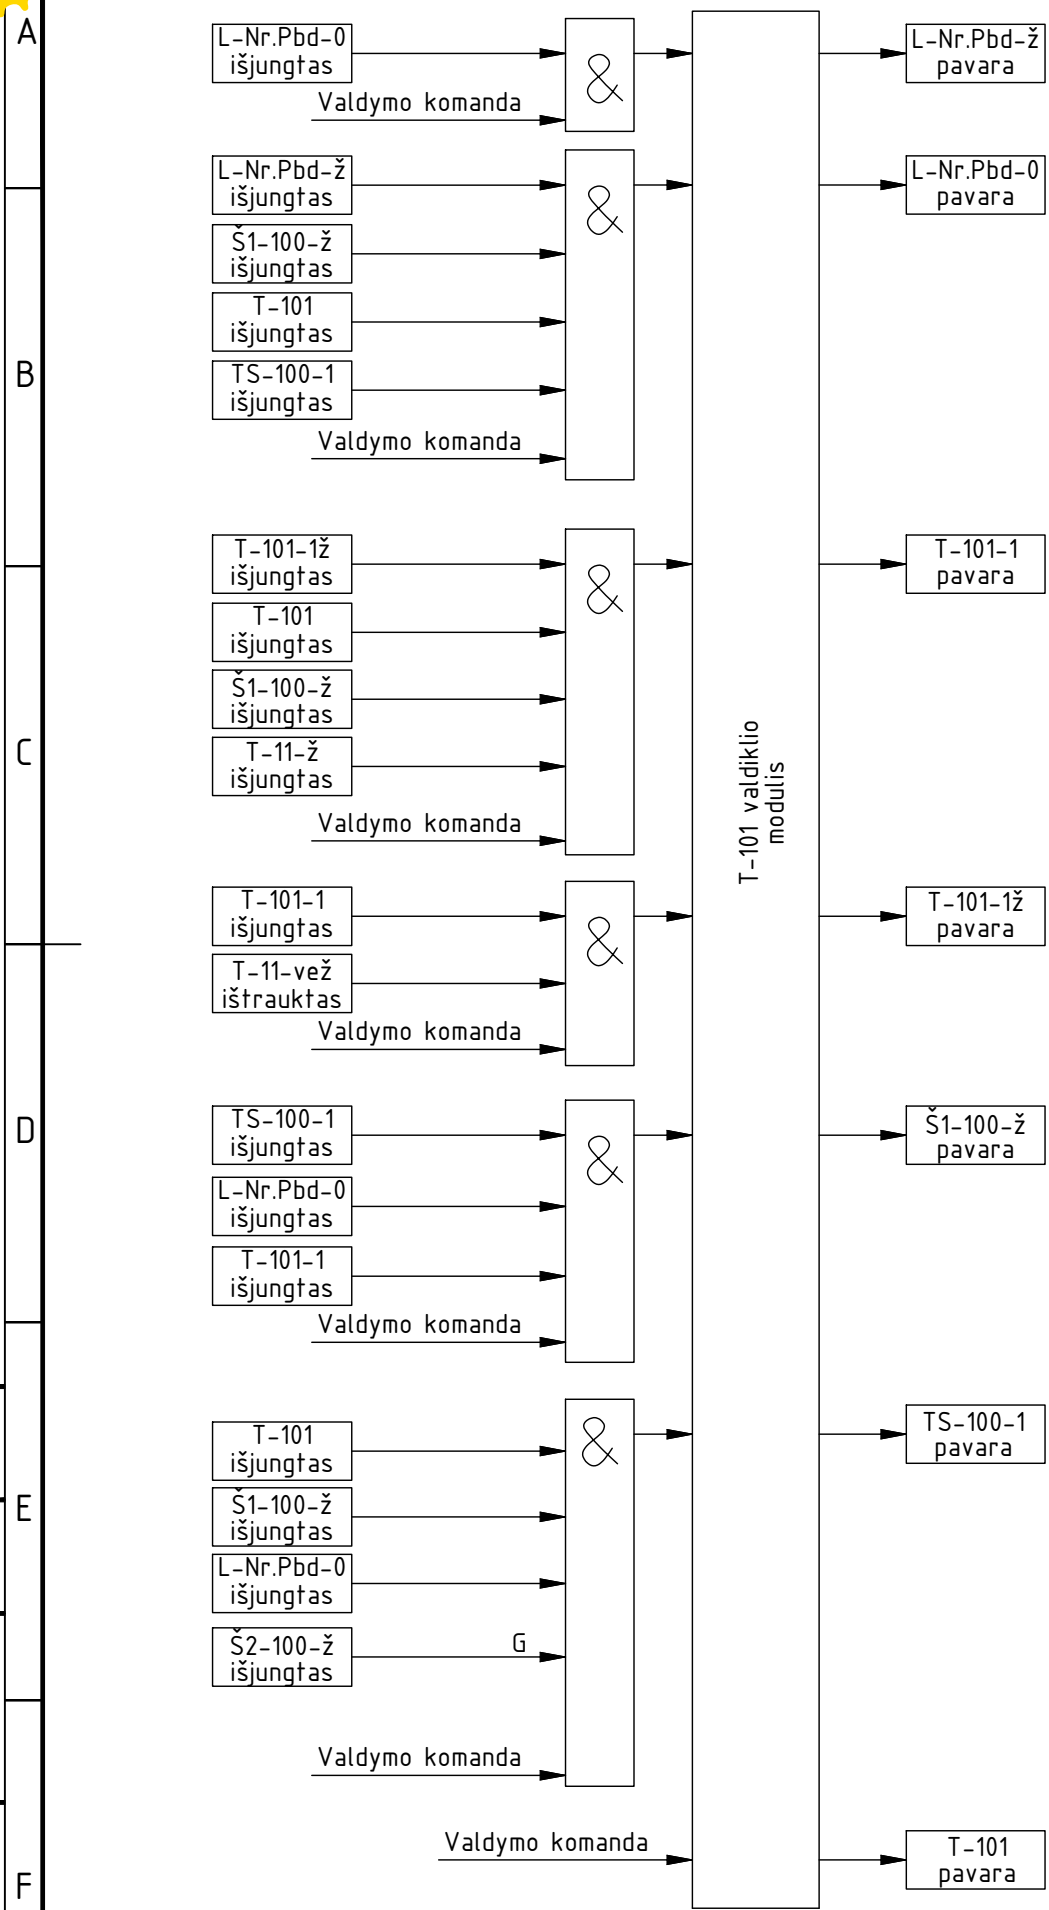 A
L-Nr.Pbd-0
išjungtas
Valdymo komanda
&
L-Nr.Pbd-ž
pavara
L-Nr.Pbd-ž
išjungtas
Š1-100-ž
išjungtas
T-101
išjungtas
B
TS-100-1
išjungtas
Valdymo komanda
&
L-Nr.Pbd-0
pavara
T-101-1ž
išjungtas
T-101
išjungtas
Š1-100-ž
išjungtas
C
T-11-ž
išjungtas
Valdymo komanda
&
T-101-1
pavara
T-101 valdiklio
modulis
T-101-1
išjungtas
T-11-vež
ištrauktas
Valdymo komanda
&
T-101-1ž
pavara
D
TS-100-1
išjungtas
L-Nr.Pbd-0
išjungtas
T-101-1
išjungtas
Valdymo komanda
&
Š1-100-ž
pavara
T-101
išjungtas
E
Š1-100-ž
išjungtas
L-Nr.Pbd-0
išjungtas
Š2-100-ž
išjungtas
G
Valdymo komanda
&
TS-100-1
pavara
Valdymo komanda
T-101
pavara
F